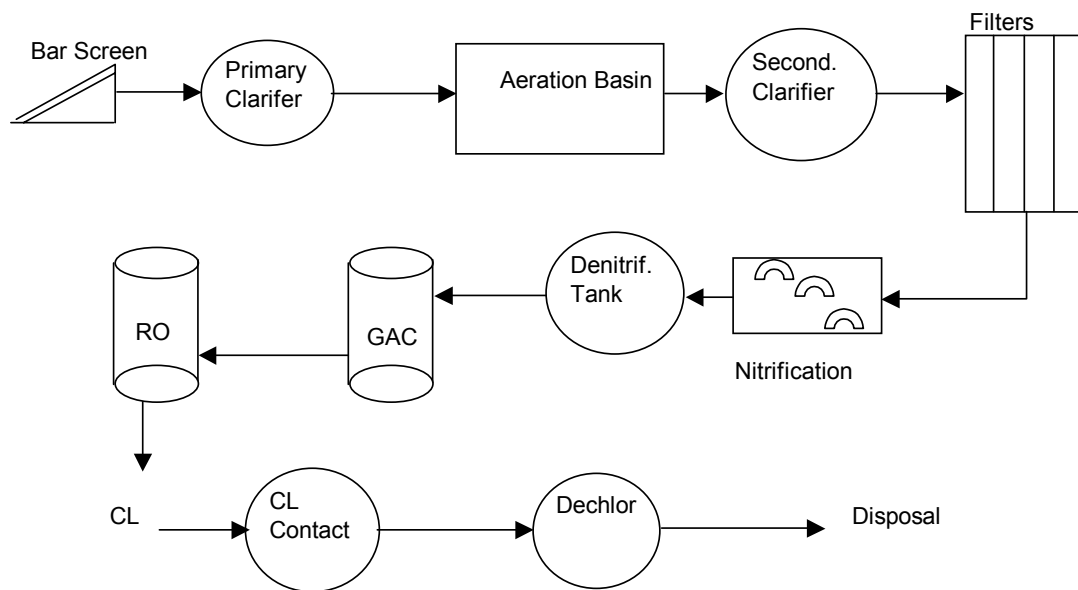 Bar Screen
Primary
Clarifer
Aeration Basin
Second.
Clarifier
Filters
Nitrification
Denitrif.
Tank
GAC
RO
CL
CL
Contact
Dechlor
Disposal